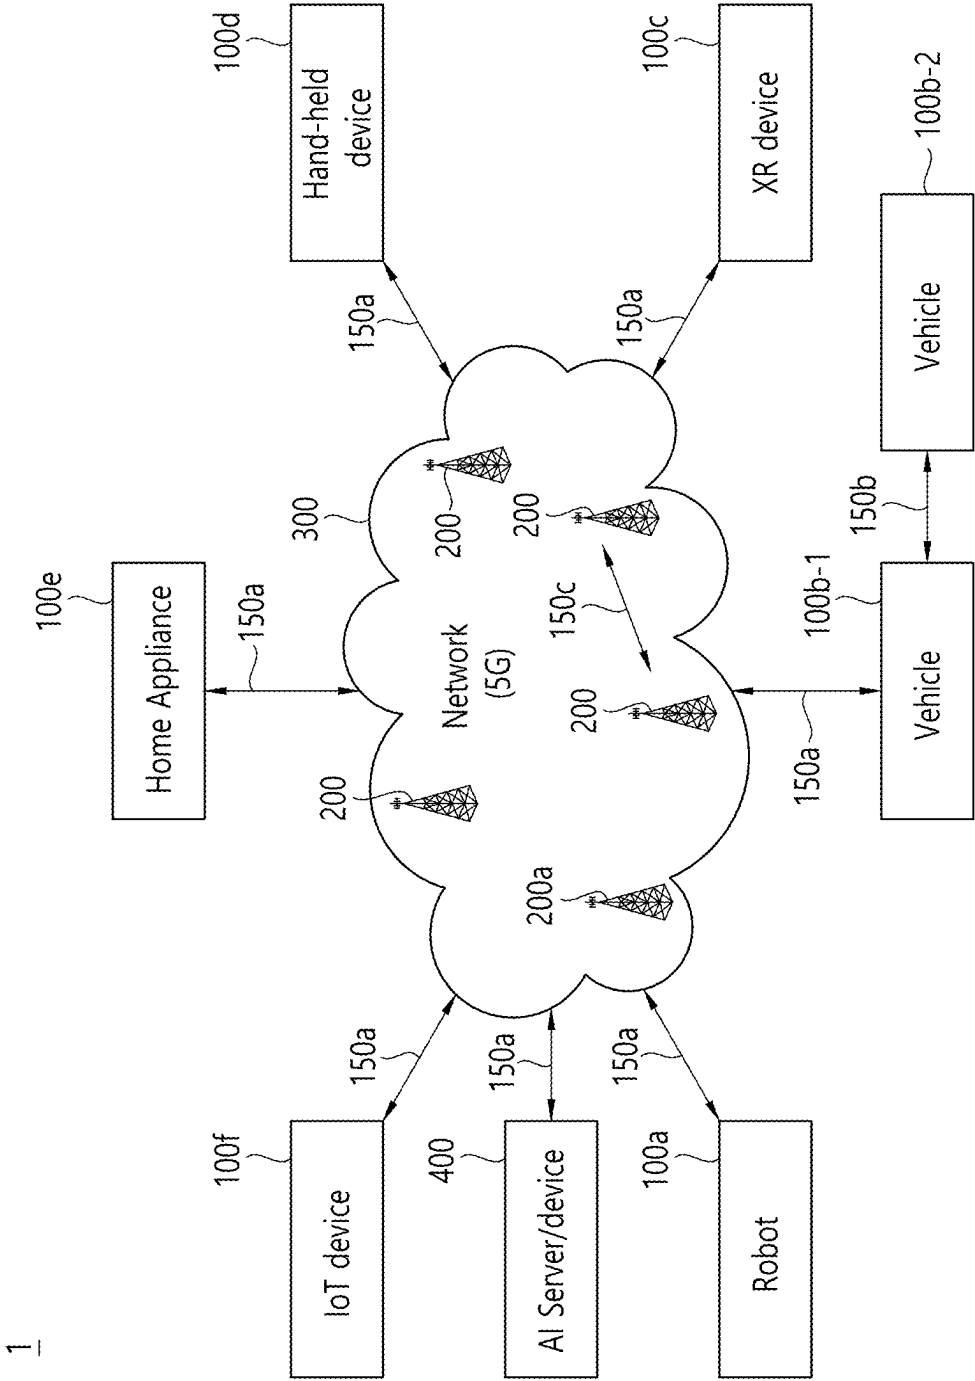 1
100e
Home Appliance
150a
100f
IoT device
150a
300
200
200
Network
(5G)
150a
100d
Hand-held
device
400
AI Server/device
150a
200a
200
150c
200
100a
Robot
150a
150a
100c
XR device
150a
100b-1
Vehicle
150b
100b-2
Vehicle